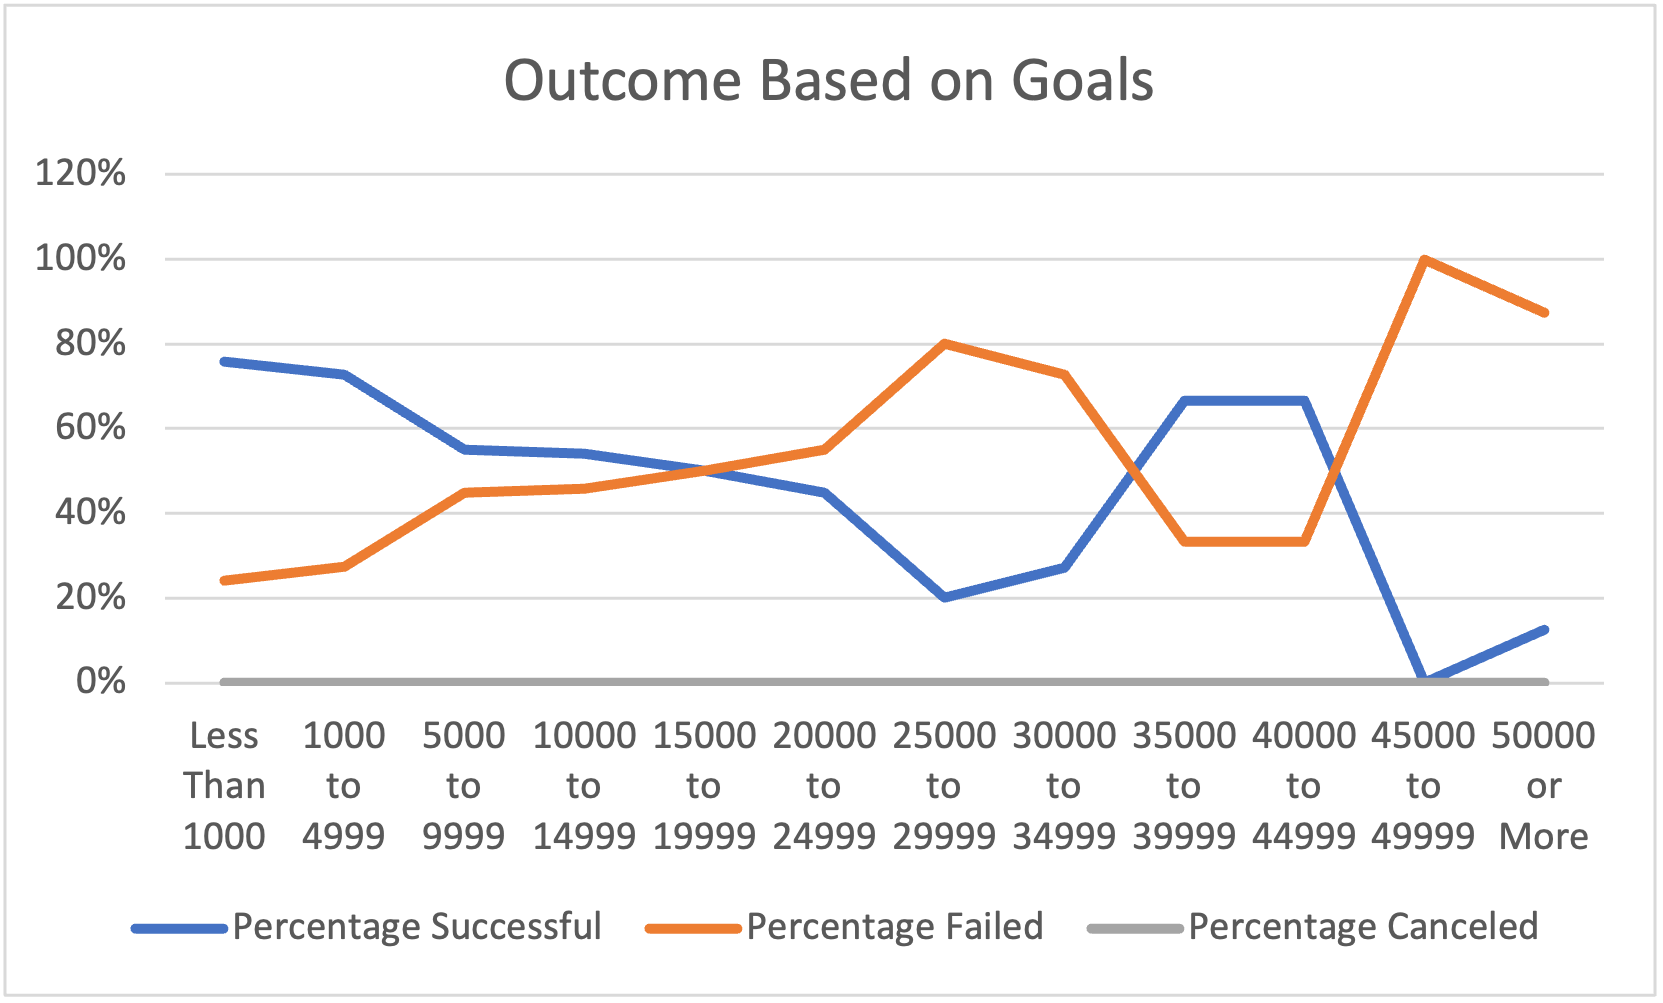 Outcome Based on Goals
120%
100%
80%
60%
40%
20%
0%
Less Than 1000
1000 to 4999
5000 to 9999
10000 to 14999
15000 to 19999
20000 to 24999
25000 to 29999
30000 to 34999
35000 to 39999
40000 to 44999
45000 to 49999
50000 or More
Percentage Successful
Percentage Failed
Percentage Canceled